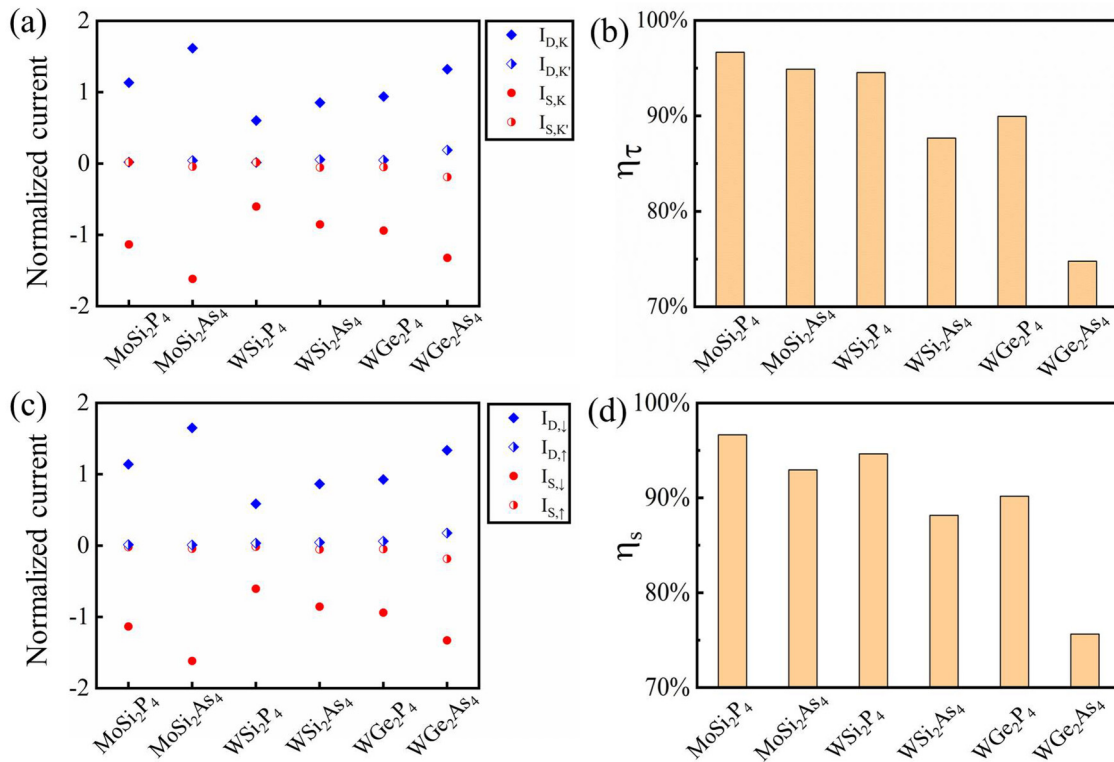 (a)
Normalized current
2
1
0
-1
-2
MoSi₂P₄
MoSi₂As₄
WSi₂P₄
WSi₂As₄
WGe₂P₄
WGe₂As₄
I_D,K
I_D,K'
I_S,K
I_S,K'
(b)
η_τ
100%
90%
80%
70%
MoSi₂P₄
MoSi₂As₄
WSi₂P₄
WSi₂As₄
WGe₂P₄
WGe₂As₄
(c)
Normalized current
2
1
0
-1
-2
MoSi₂P₄
MoSi₂As₄
WSi₂P₄
WSi₂As₄
WGe₂P₄
WGe₂As₄
I_D,↓
I_D,↑
I_S,↓
I_S,↑
(d)
η_s
100%
90%
80%
70%
MoSi₂P₄
MoSi₂As₄
WSi₂P₄
WSi₂As₄
WGe₂P₄
WGe₂As₄